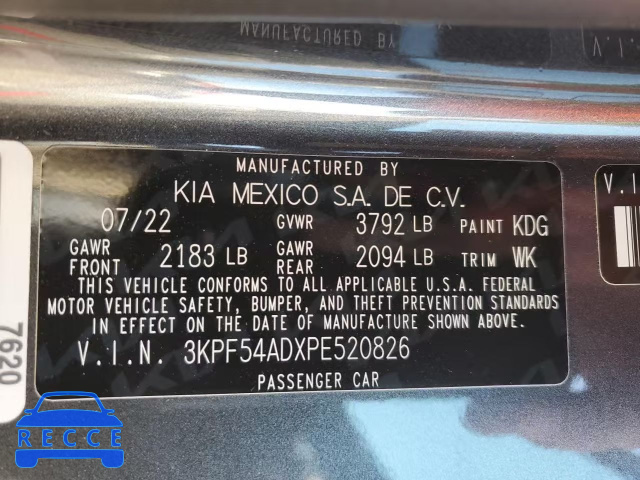 MANUFACTURED BY
V.I.
MANUFACTURED BY
KIA MEXICO S.A. DE C.V.
07/22 GVWR 3792 LB PAINT KDG
GAWR FRONT 2183 LB GAWR REAR 2094 LB TRIM WK
THIS VEHICLE CONFORMS TO ALL APPLICABLE U.S.A. FEDERAL
MOTOR VEHICLE SAFETY, BUMPER, AND THEFT PREVENTION STANDARDS
IN EFFECT ON THE DATE OF MANUFACTURE SHOWN ABOVE.
V.I.N. 3KPF54ADXPE520826
PASSENGER CAR
V.I
7620
RECCE